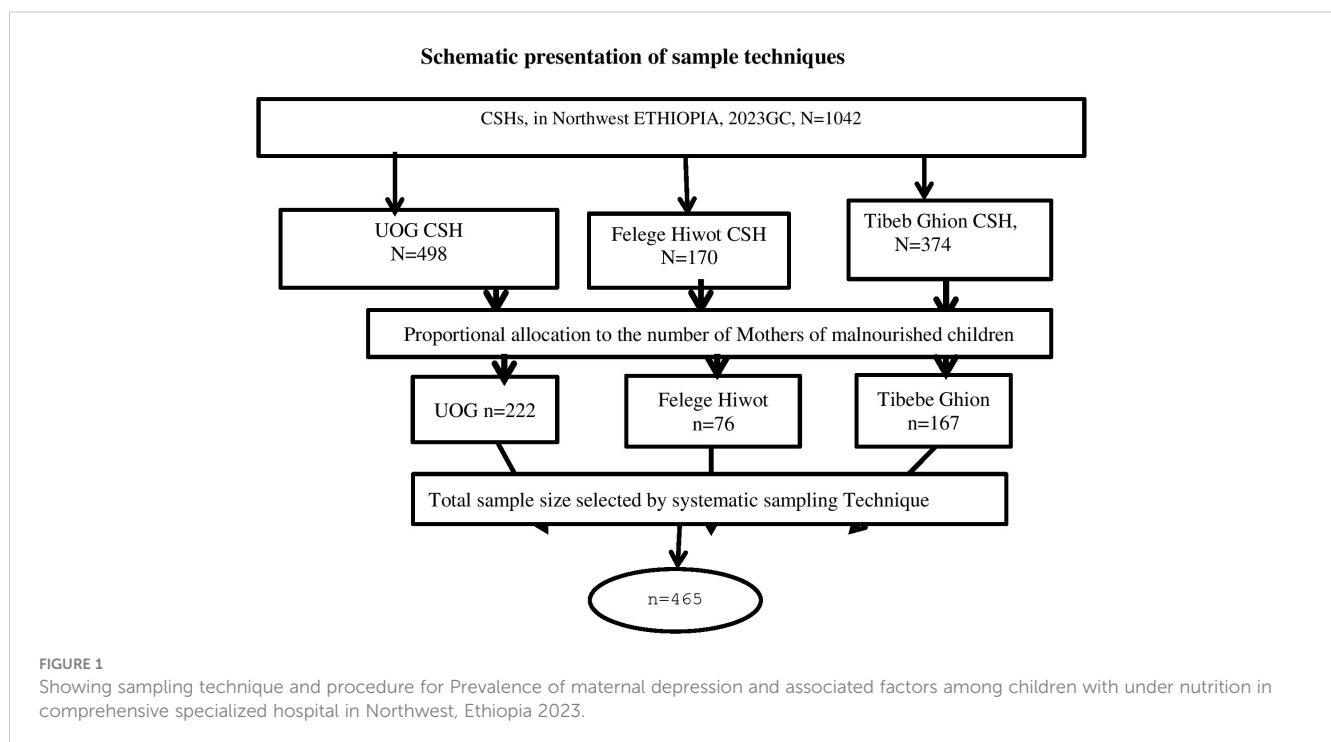 Schematic presentation of sample techniques
CSHs, in Northwest ETHIOPIA, 2023GC, N=1042
UOG CSH
N=498
Felege Hiwot CSH
N=170
Tibeb Ghion CSH,
N=374
Proportional allocation to the number of Mothers of malnourished children
UOG n=222
Felege Hiwot
n=76
Tibebe Ghion
n=167
Total sample size selected by systematic sampling Technique
n=465
FIGURE 1
Showing sampling technique and procedure for Prevalence of maternal depression and associated factors among children with under nutrition in
comprehensive specialized hospital in Northwest, Ethiopia 2023.